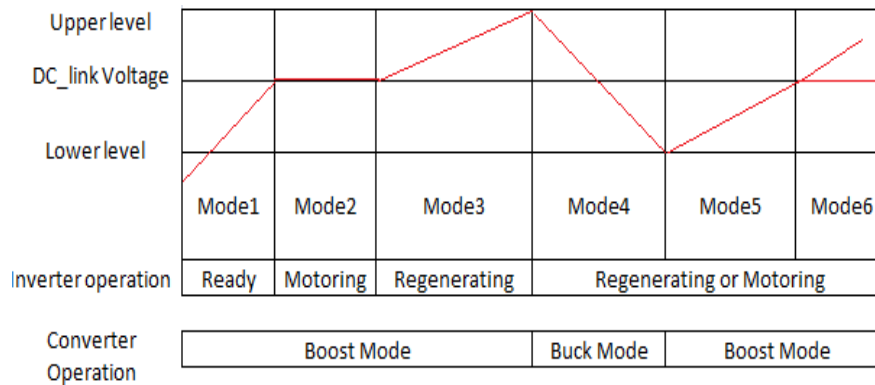 Upper level
DC_link Voltage
Lower level
Mode1 Mode2 Mode3 Mode4 Mode5 Mode6
Inverter operation Ready Motoring Regenerating Regenerating or Motoring
Converter
Operation
Boost Mode Buck Mode Boost Mode